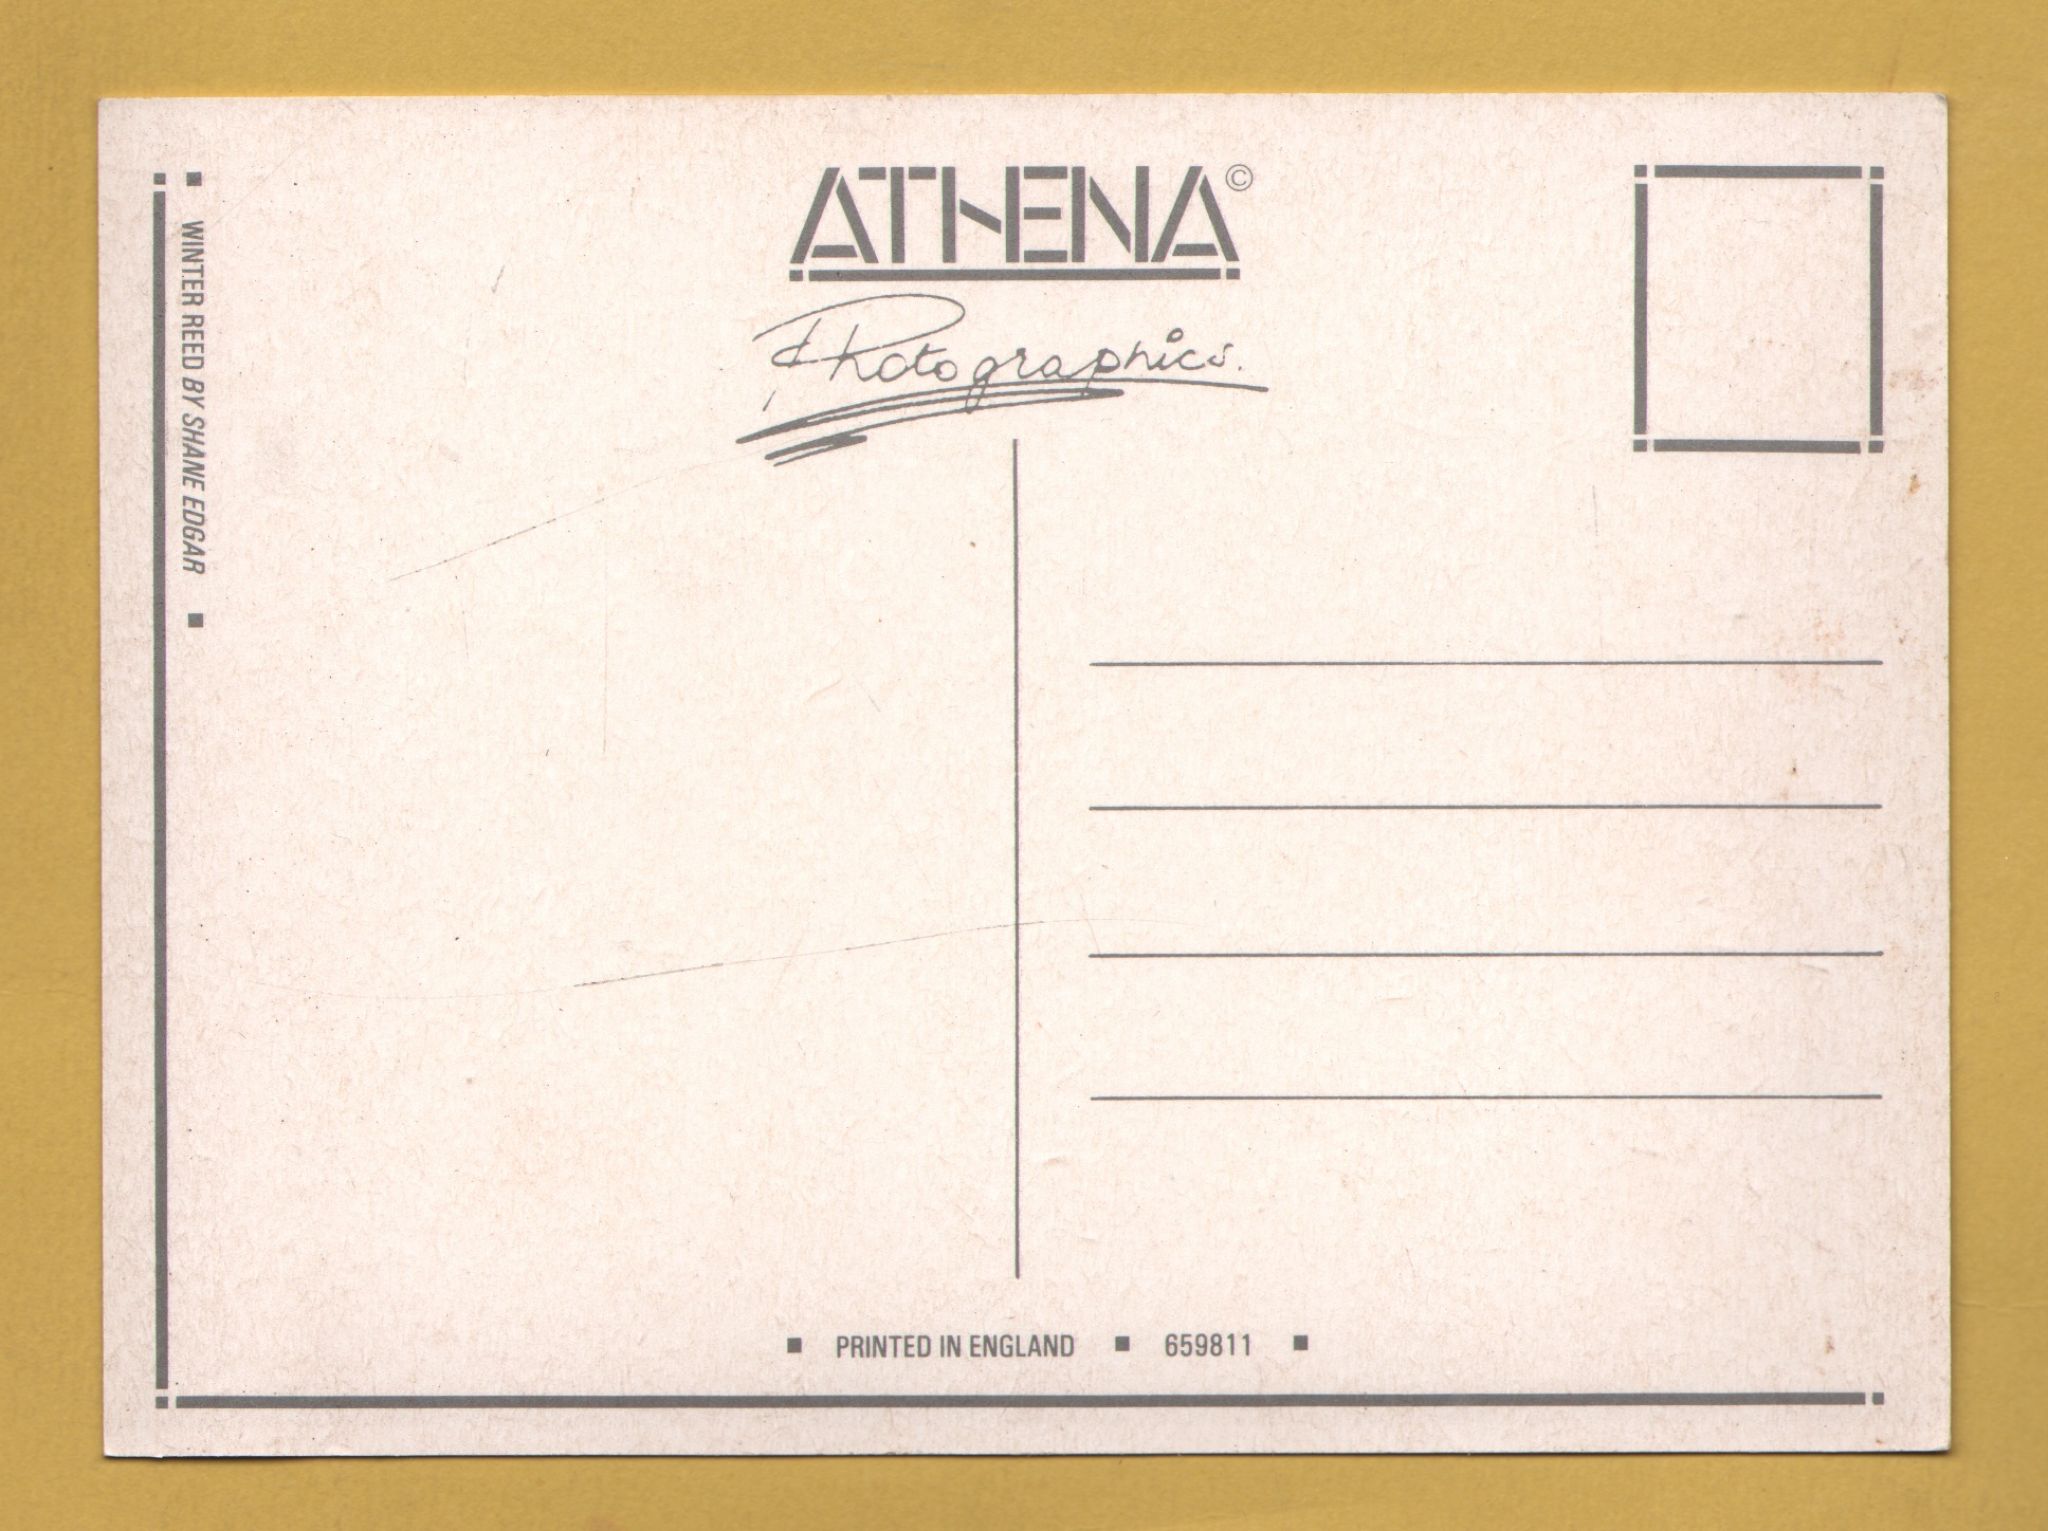 ATHENA©
Photographics.
WINTER REED BY SHANE EDGAR
PRINTED IN ENGLAND ▪ 659811